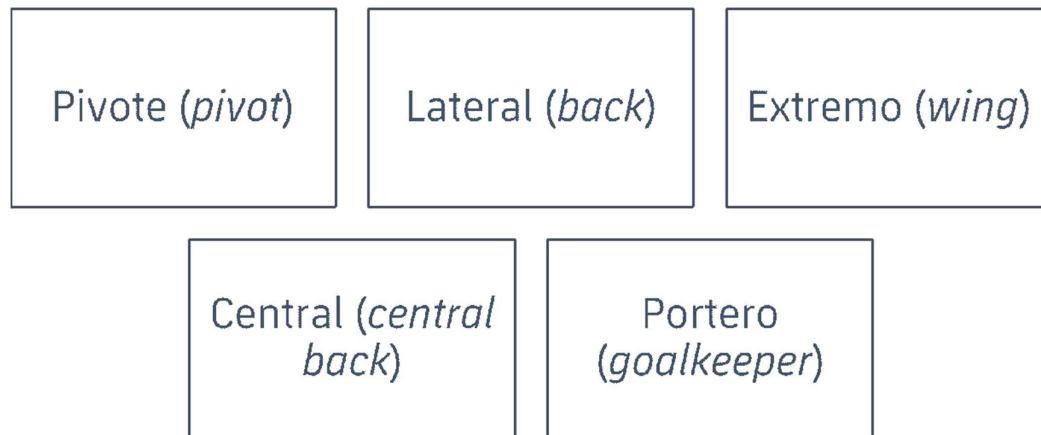 Pivote (pivot)
Lateral (back)
Extremo (wing)
Central (central
back)
Portero
(goalkeeper)